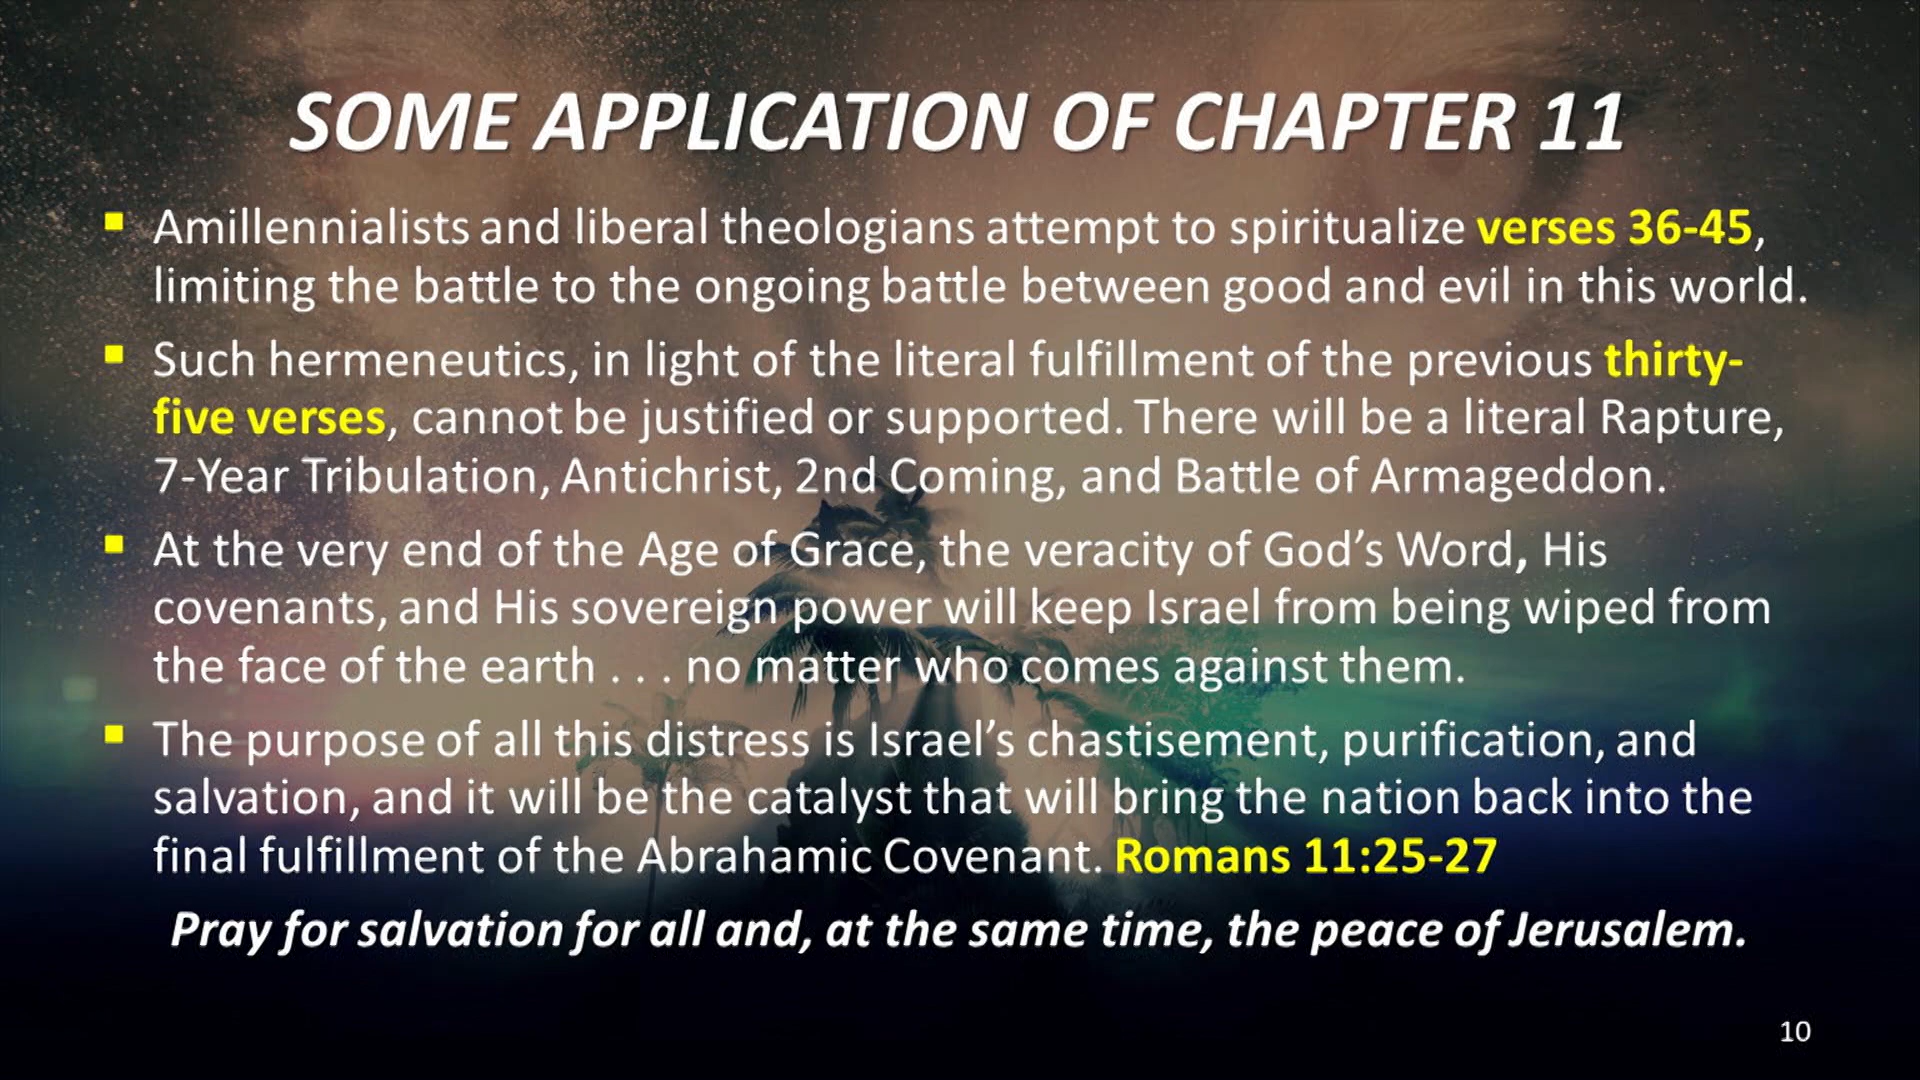 SOME APPLICATION OF CHAPTER 11
▪ Amillennialists and liberal theologians attempt to spiritualize verses 36-45,
limiting the battle to the ongoing battle between good and evil in this world.
▪ Such hermeneutics, in light of the literal fulfillment of the previous thirty-
five verses, cannot be justified or supported. There will be a literal Rapture,
7-Year Tribulation, Antichrist, 2nd Coming, and Battle of Armageddon.
▪ At the very end of the Age of Grace, the veracity of God’s Word, His
covenants, and His sovereign power will keep Israel from being wiped from
the face of the earth . . . no matter who comes against them.
▪ The purpose of all this distress is Israel’s chastisement, purification, and
salvation, and it will be the catalyst that will bring the nation back into the
final fulfillment of the Abrahamic Covenant. Romans 11:25-27
Pray for salvation for all and, at the same time, the peace of Jerusalem.
10